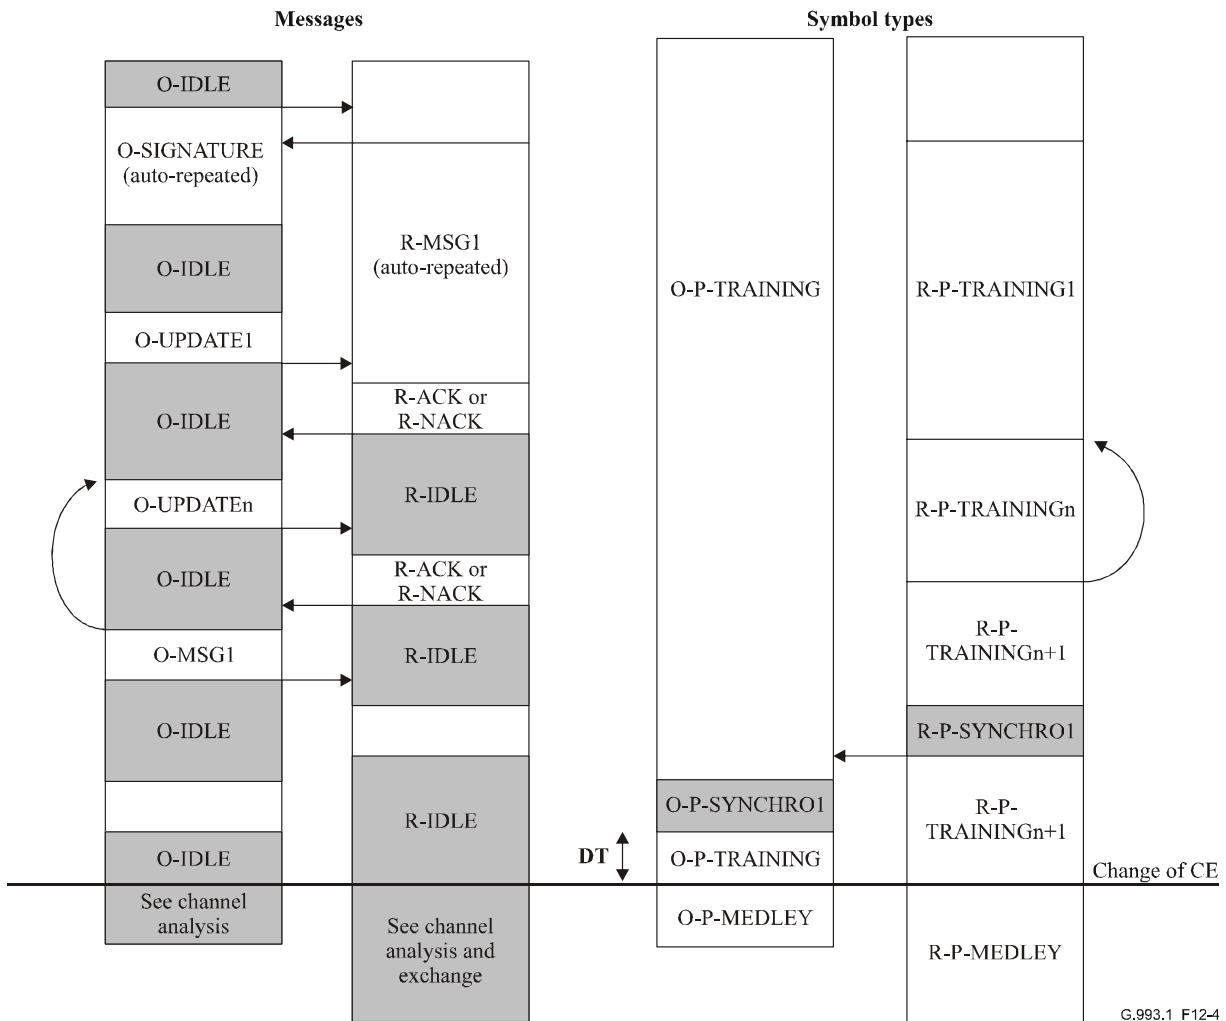 Messages
Symbol types
O-IDLE
O-SIGNATURE
(auto-repeated)
O-IDLE
O-UPDATE1
O-IDLE
O-UPDATEn
O-IDLE
O-MSG1
O-IDLE
O-IDLE
See channel
analysis
R-MSG1
(auto-repeated)
R-ACK or
R-NACK
R-IDLE
R-ACK or
R-NACK
R-IDLE
R-IDLE
See channel
analysis and
exchange
O-P-TRAINING
O-P-SYNCHRO1
DT
O-P-TRAINING
O-P-MEDLEY
R-P-TRAINING1
R-P-TRAININGn
R-P-
TRAININGn+1
R-P-SYNCHRO1
R-P-
TRAININGn+1
Change of CE
R-P-MEDLEY
G.993.1_F12-4